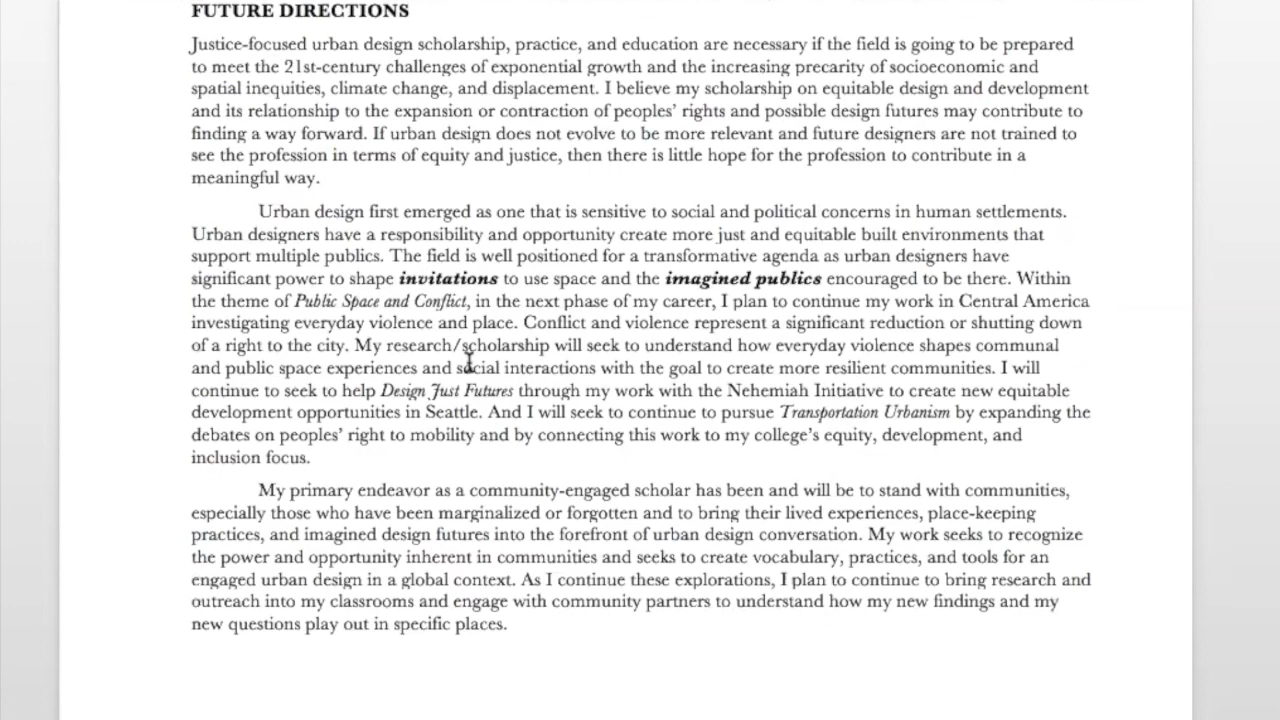 FUTURE DIRECTIONS
Justice-focused urban design scholarship, practice, and education are necessary if the field is going to be prepared
to meet the 21st-century challenges of exponential growth and the increasing precarity of socioeconomic and
spatial inequities, climate change, and displacement. I believe my scholarship on equitable design and development
and its relationship to the expansion or contraction of peoples' rights and possible design futures may contribute to
finding a way forward. If urban design does not evolve to be more relevant and future designers are not trained to
see the profession in terms of equity and justice, then there is little hope for the profession to contribute in a
meaningful way.
Urban design first emerged as one that is sensitive to social and political concerns in human settlements.
Urban designers have a responsibility and opportunity create more just and equitable built environments that
support multiple publics. The field is well positioned for a transformative agenda as urban designers have
significant power to shape invitations to use space and the imagined publics encouraged to be there. Within
the theme of Public Space and Conflict, in the next phase of my career, I plan to continue my work in Central America
investigating everyday violence and place. Conflict and violence represent a significant reduction or shutting down
of a right to the city. My research/scholarship will seek to understand how everyday violence shapes communal
and public space experiences and social interactions with the goal to create more resilient communities. I will
continue to seek to help Design Just Futures through my work with the Nehemiah Initiative to create new equitable
development opportunities in Seattle. And I will seek to continue to pursue Transportation Urbanism by expanding the
debates on peoples' right to mobility and by connecting this work to my college's equity, development, and
inclusion focus.
My primary endeavor as a community-engaged scholar has been and will be to stand with communities,
especially those who have been marginalized or forgotten and to bring their lived experiences, place-keeping
practices, and imagined design futures into the forefront of urban design conversation. My work seeks to recognize
the power and opportunity inherent in communities and seeks to create vocabulary, practices, and tools for an
engaged urban design in a global context. As I continue these explorations, I plan to continue to bring research and
outreach into my classrooms and engage with community partners to understand how my new findings and my
new questions play out in specific places.